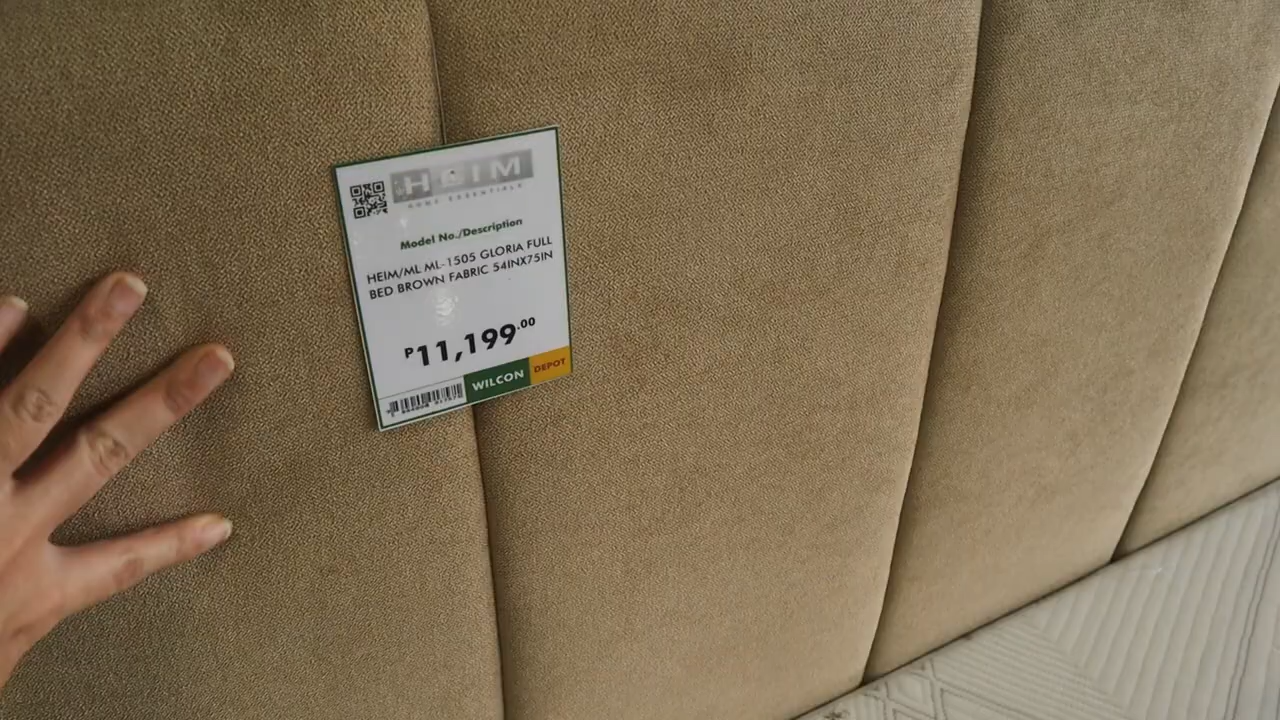 HEIM
HOME ESSENTIALS
Model No./Description
HEIM/ML ML-1505 GLORIA FULL
BED BROWN FABRIC 54INX75IN
₱11,199.00
WILCON DEPOT